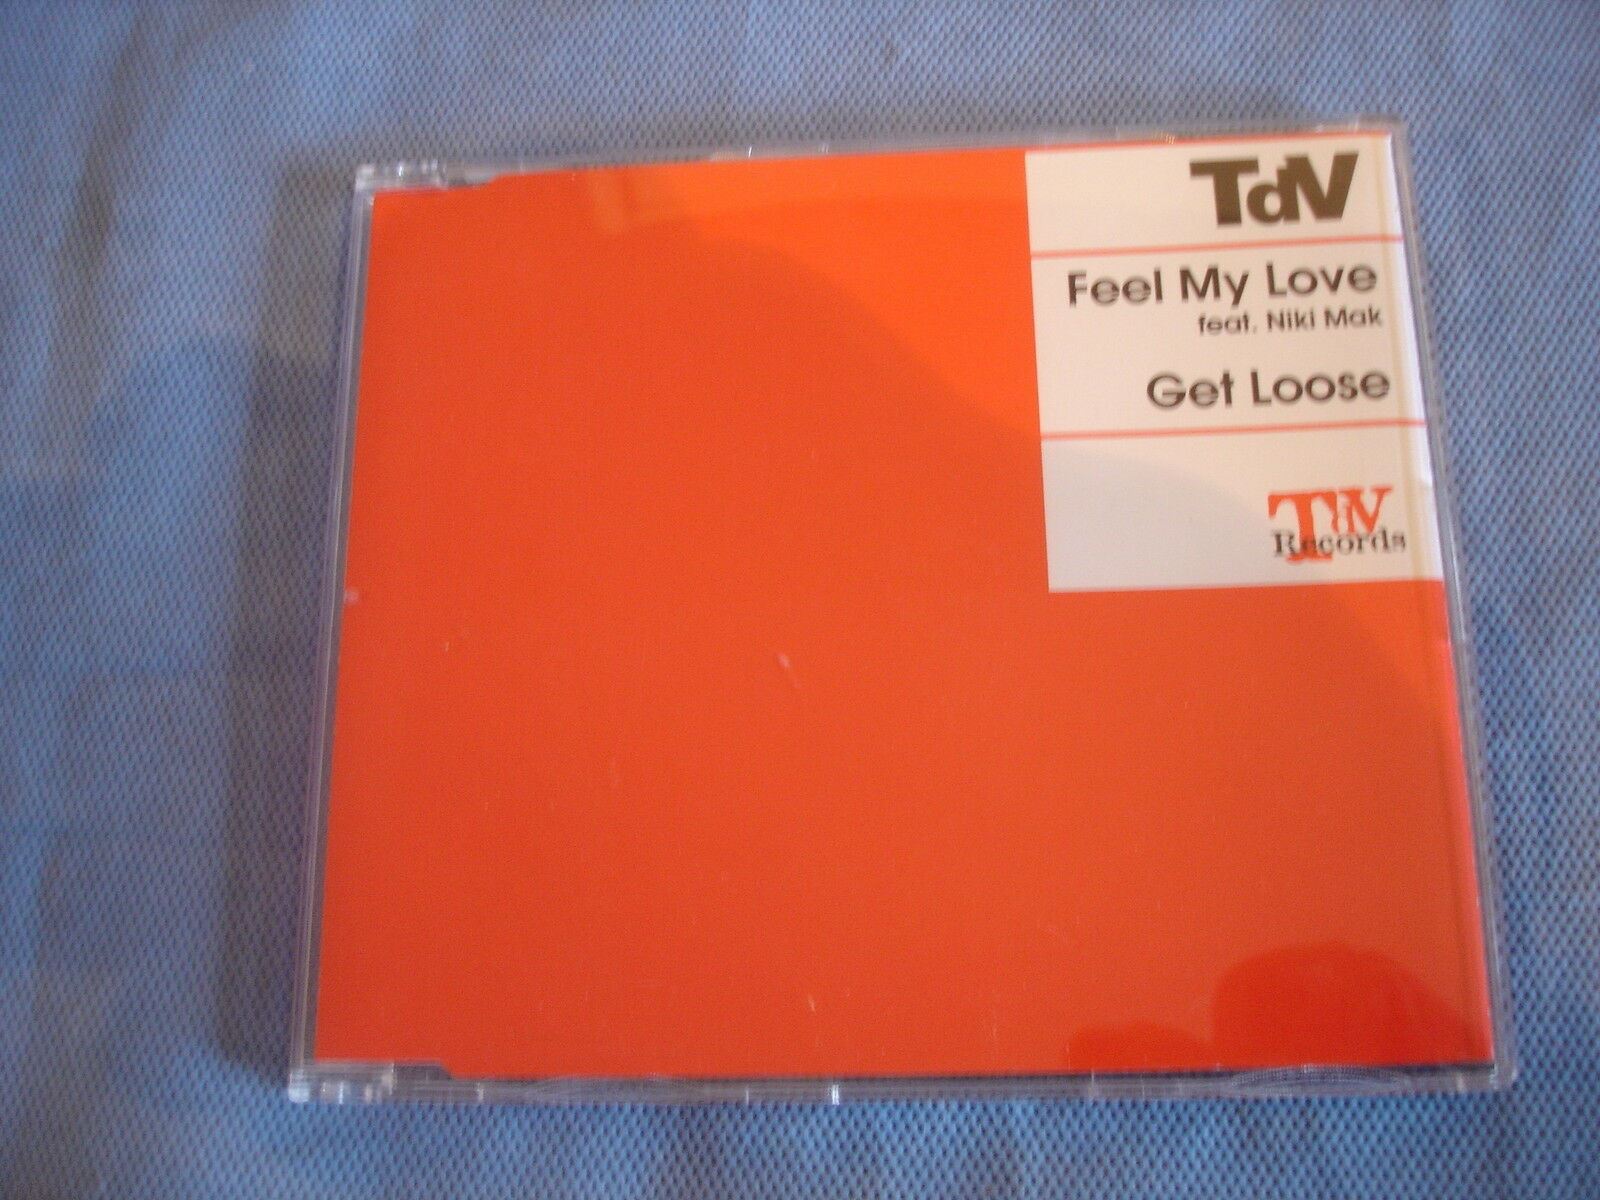 TdV
Feel My Love
feat. Niki Mak
Get Loose
TdV
Records